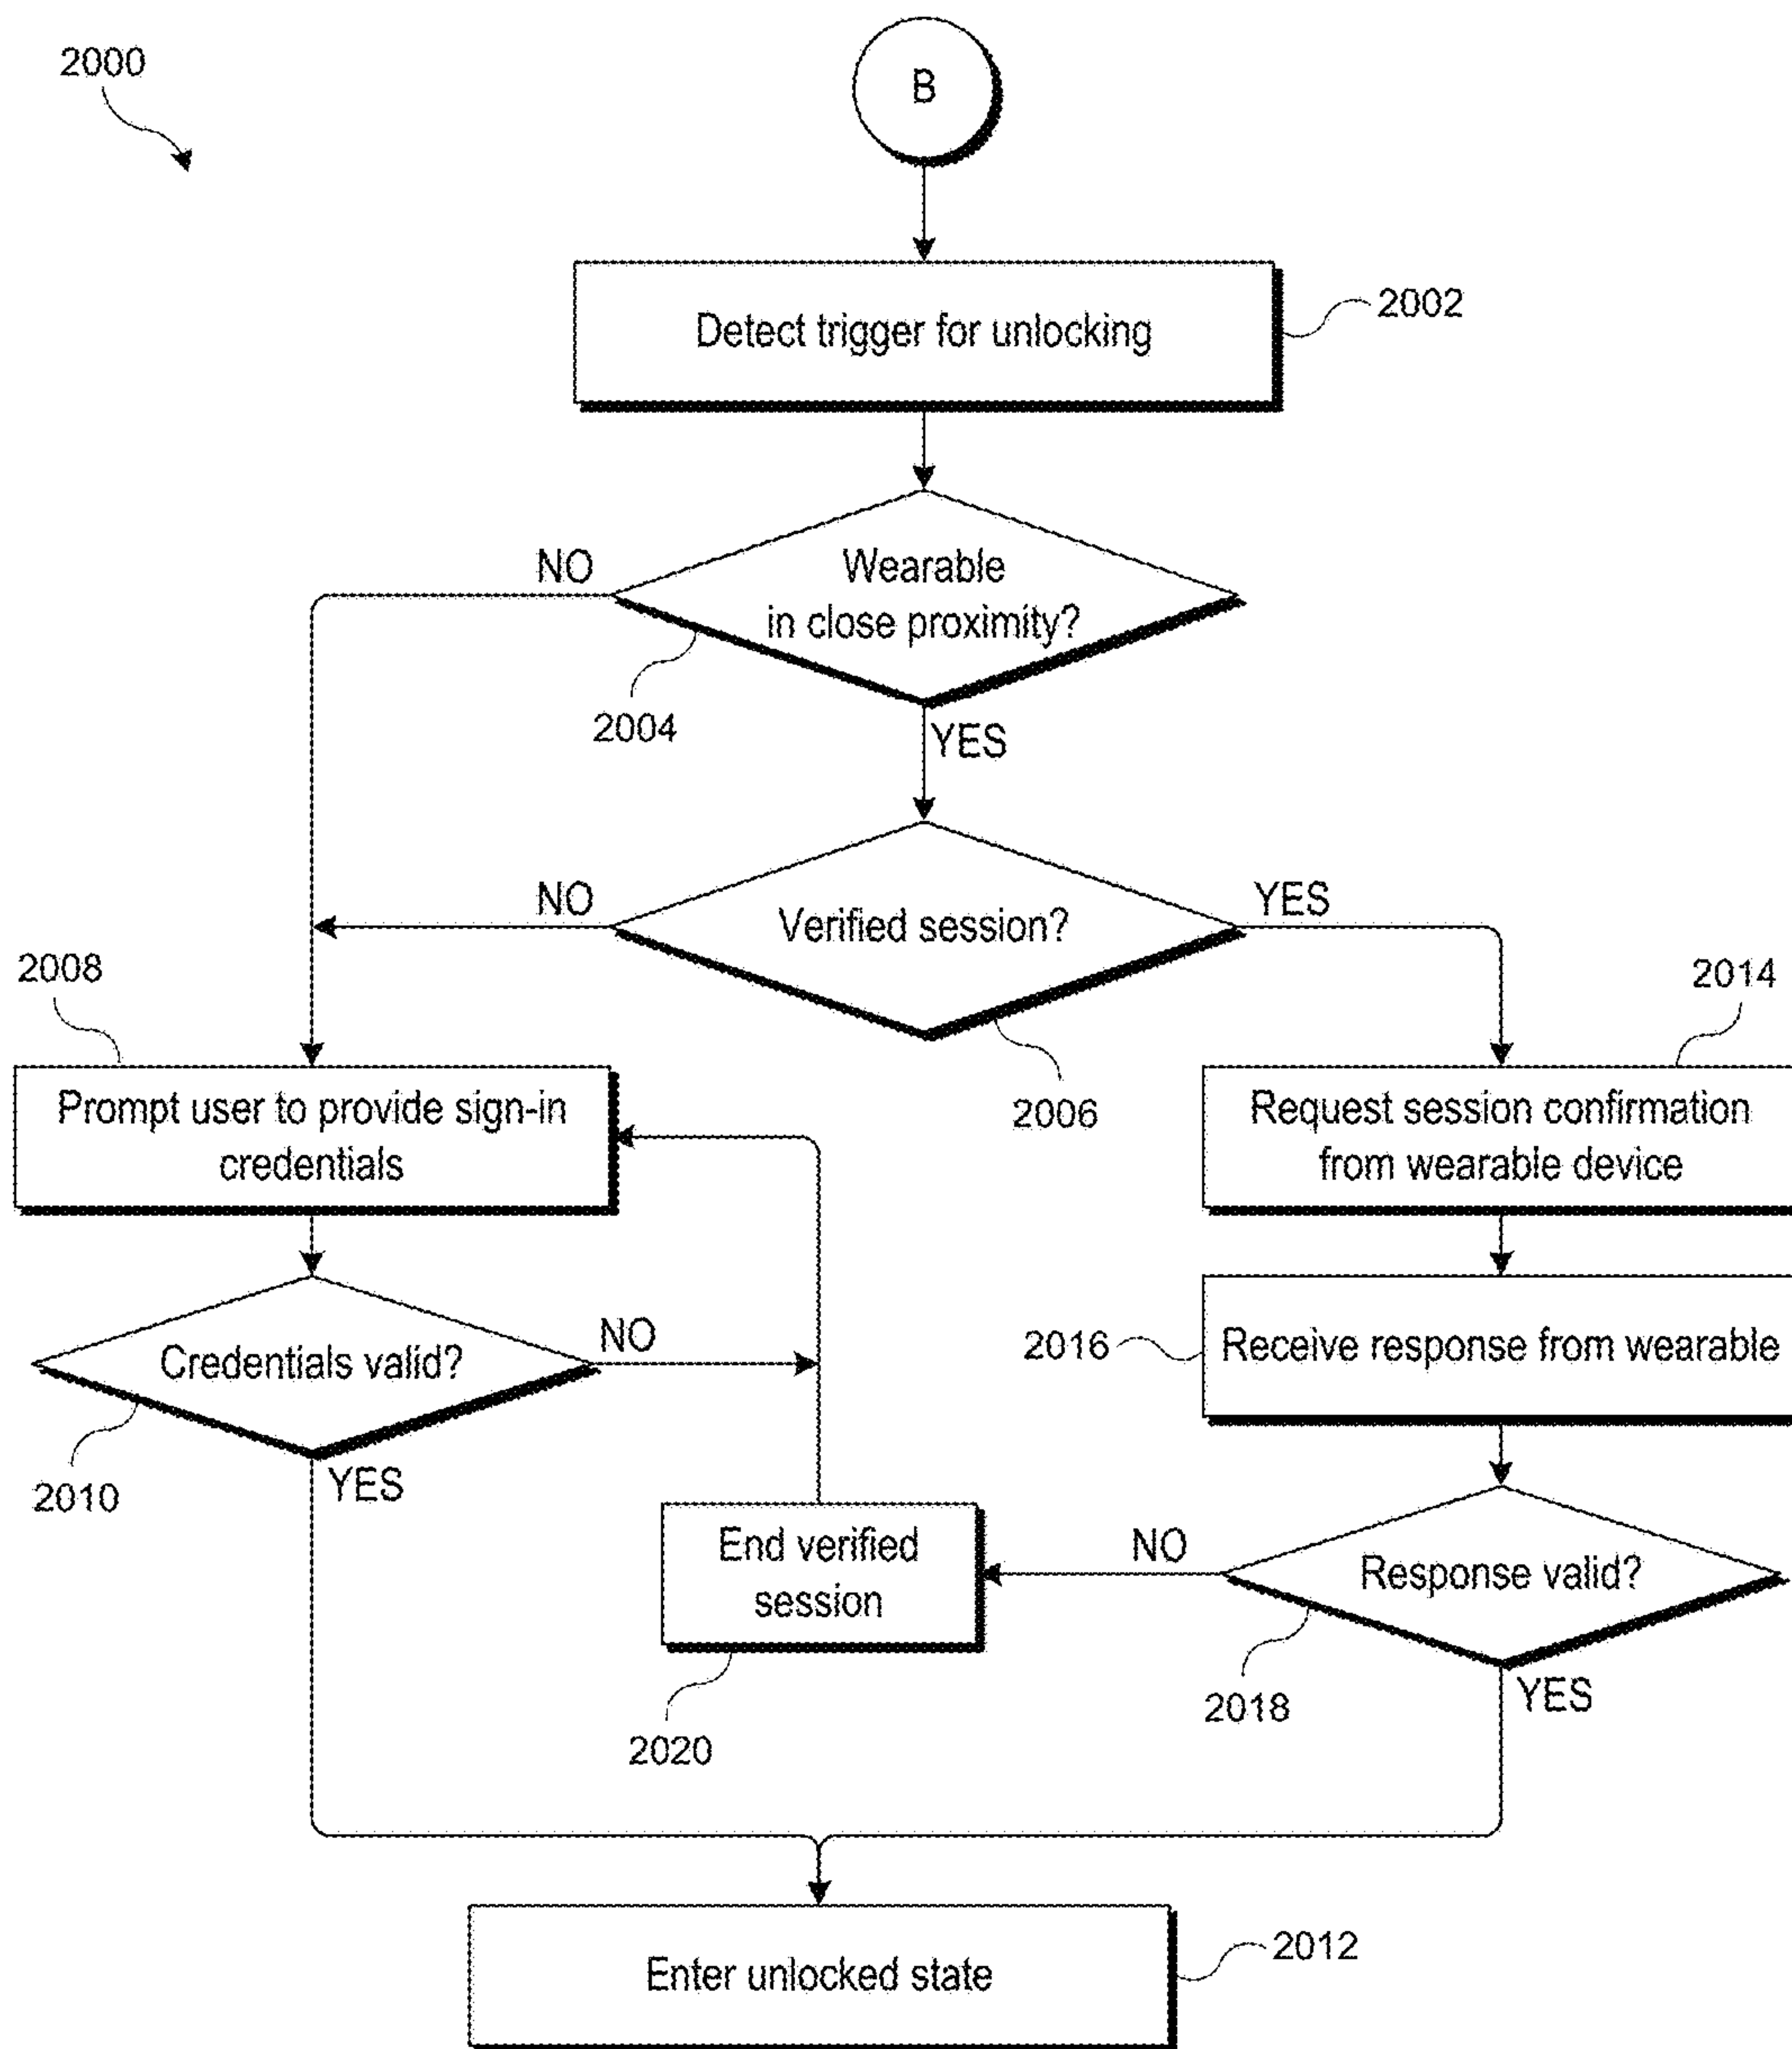 2000
B
Detect trigger for unlocking
2002
Wearable
in close proximity?
NO
2004
YES
Verified session?
NO
YES
2006
2008
Prompt user to provide sign-in
credentials
2014
Request session confirmation
from wearable device
Credentials valid?
NO
2010
YES
2016
Receive response from wearable
End verified
session
2020
NO
Response valid?
2018
YES
Enter unlocked state
2012